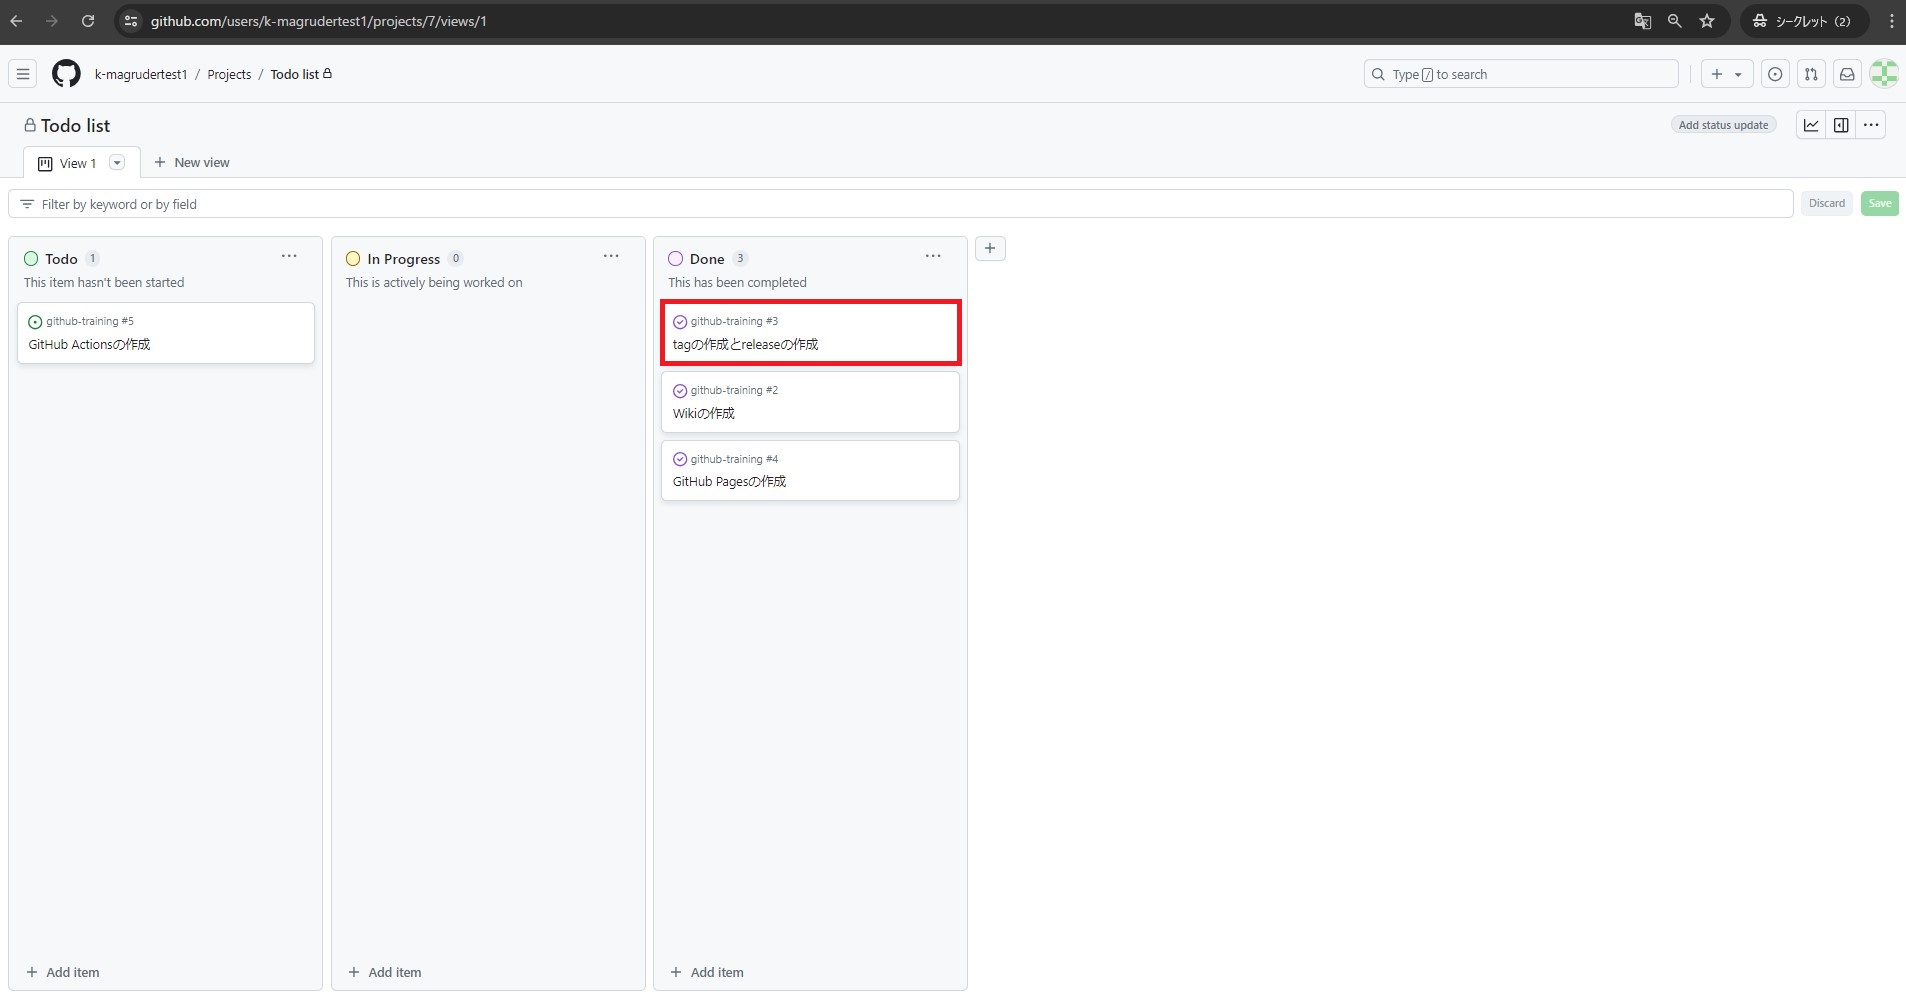 github.com/users/k-magrudertest1/projects/7/views/1
シークレット (2)
k-magrudertest1 / Projects / Todo list
Type / to search
Todo list
Add status update
View 1
New view
Filter by keyword or by field
Discard
Save
Todo 1
This item hasn't been started
github-training #5
GitHub Actionsの作成
Add item
In Progress 0
This is actively being worked on
Add item
Done 3
This has been completed
github-training #3
tagの作成とreleaseの作成
github-training #2
Wikiの作成
github-training #4
GitHub Pagesの作成
Add item